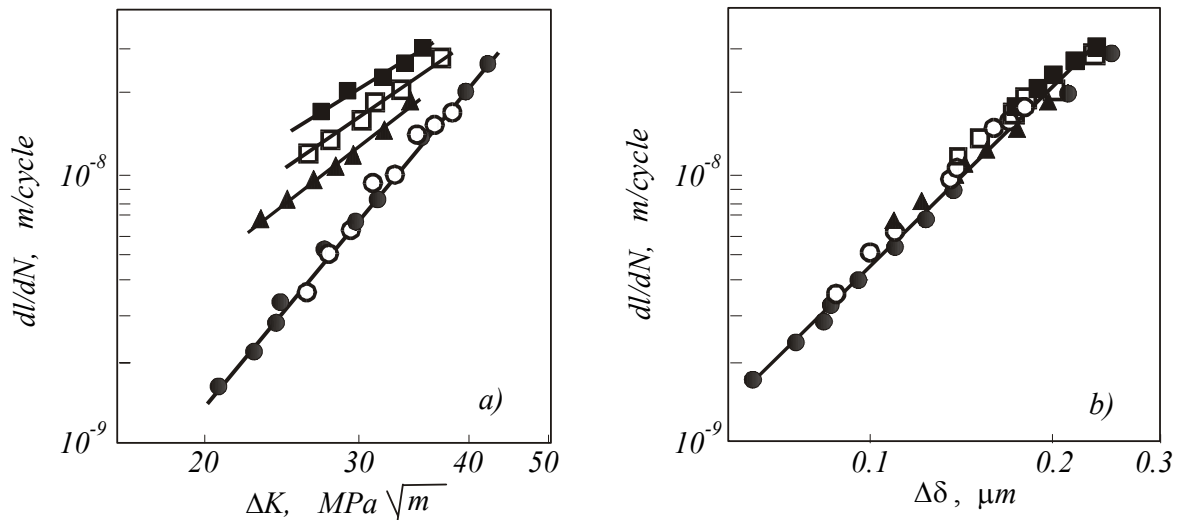 dl/dN, m/cycle
10⁻⁸
10⁻⁹
a)
20 30 40 50
ΔK, MPa √m
dl/dN, m/cycle
10⁻⁸
10⁻⁹
b)
0.1 0.2 0.3
Δδ, μm